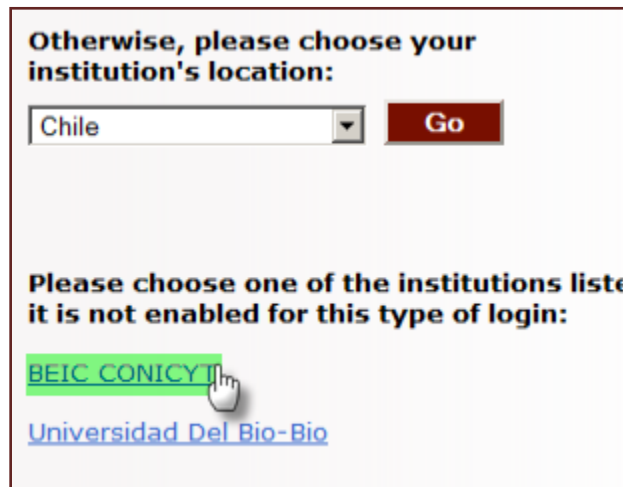 Otherwise, please choose your
institution's location:
Chile
Go
Please choose one of the institutions
it is not enabled for this type of login:
BEIC CONICYT
Universidad Del Bio-Bio